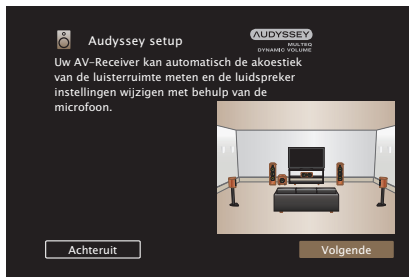 Audyssey setup
AUDYSSEY
MULTEQ
DYNAMIC VOLUME
Uw AV-Receiver kan automatisch de akoestiek
van de luisterruimte meten en de luidspreker
instellingen wijzigen met behulp van de
microfoon.
Achteruit
Volgende